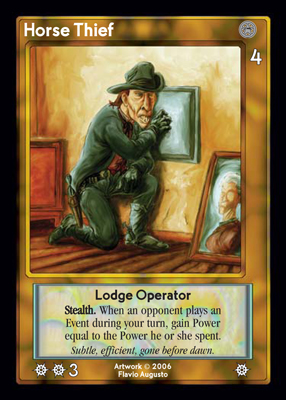 Horse Thief
4
Lodge Operator
Stealth. When an opponent plays an
Event during your turn, gain Power
equal to the Power he or she spent.
Subtle, efficient, gone before dawn.
Artwork © 2006
Flavio Augusto
3